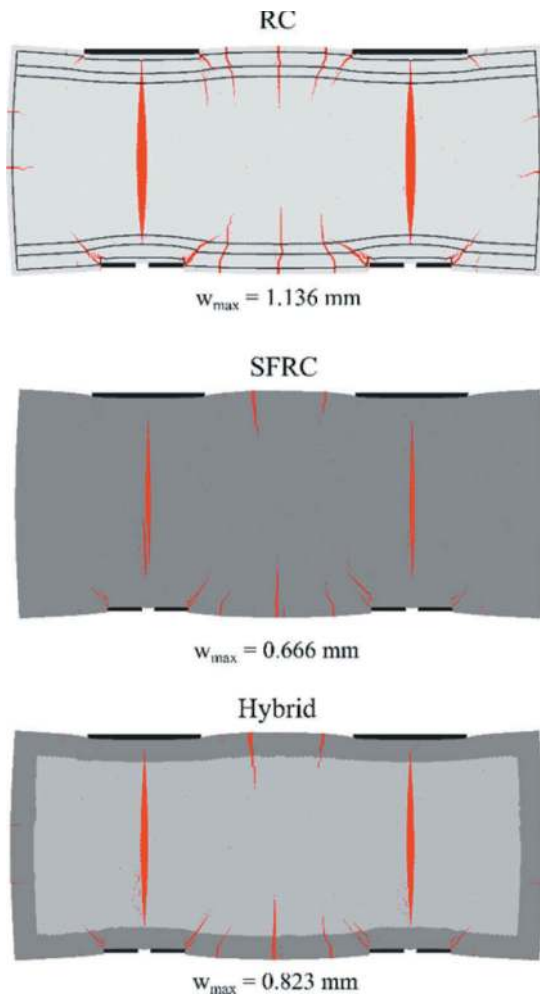 RC
w_max = 1.136 mm
SFRC
w_max = 0.666 mm
Hybrid
w_max = 0.823 mm